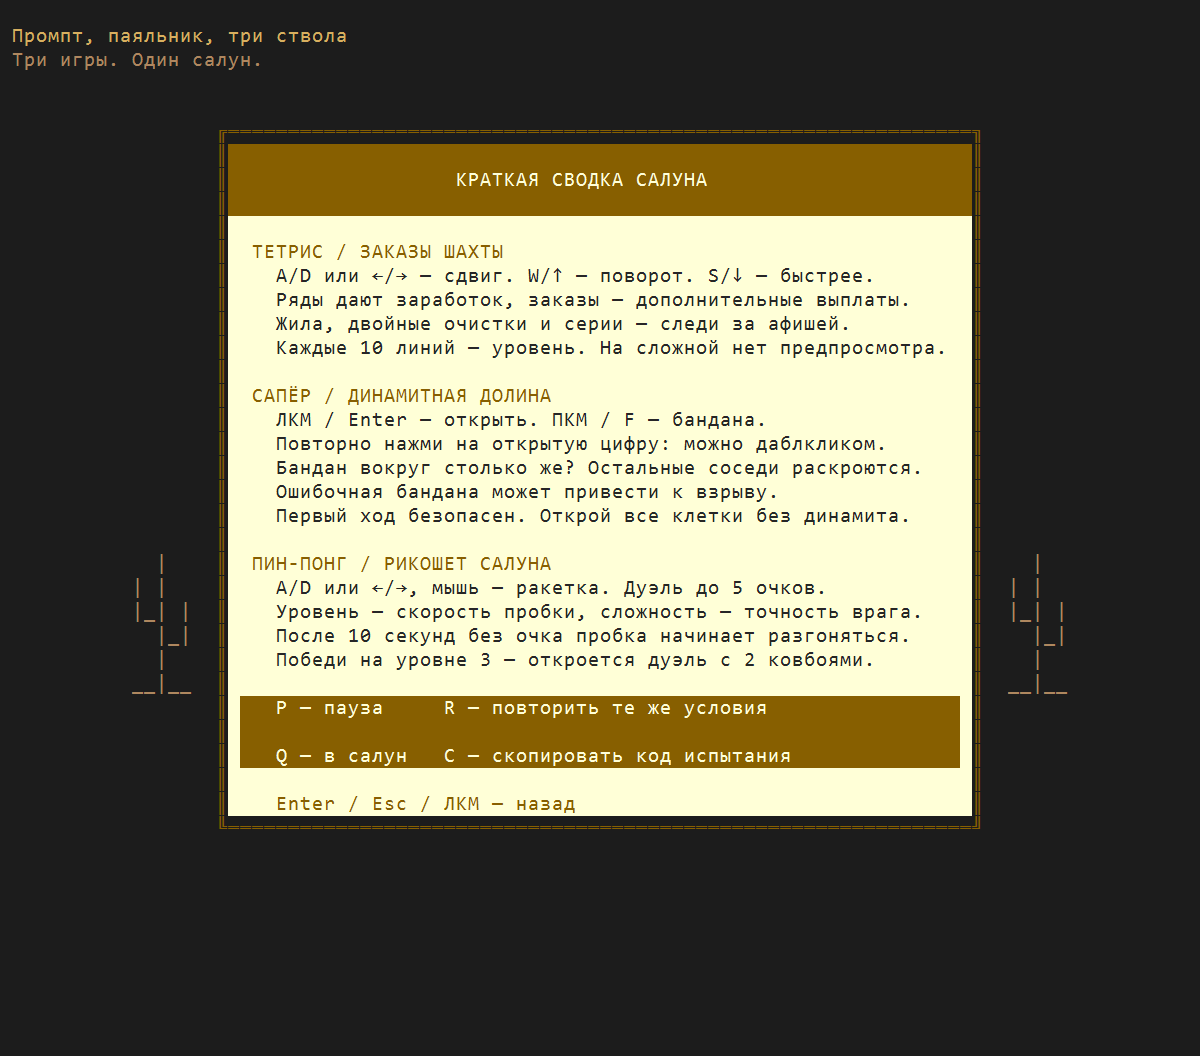 Промпт, паяльник, три ствола
Три игры. Один салун.
КРАТКАЯ СВОДКА САЛУНА
ТЕТРИС / ЗАКАЗЫ ШАХТЫ
A/D или ←/→ — сдвиг. W/↑ — поворот. S/↓ — быстрее.
Ряды дают заработок, заказы — дополнительные выплаты.
Жила, двойные очистки и серии — следи за афишей.
Каждые 10 линий — уровень. На сложной нет предпросмотра.
САПЁР / ДИНАМИТНАЯ ДОЛИНА
ЛКМ / Enter — открыть. ПКМ / F — бандана.
Повторно нажми на открытую цифру: можно даблкликом.
Бандан вокруг столько же? Остальные соседи раскроются.
Ошибочная бандана может привести к взрыву.
Первый ход безопасен. Открой все клетки без динамита.
ПИН-ПОНГ / РИКОШЕТ САЛУНА
A/D или ←/→, мышь — ракетка. Дуэль до 5 очков.
Уровень — скорость пробки, сложность — точность врага.
После 10 секунд без очка пробка начинает разгоняться.
Победи на уровне 3 — откроется дуэль с 2 ковбоями.
P — пауза     R — повторить те же условия
Q — в салун   C — скопировать код испытания
Enter / Esc / ЛКМ — назад